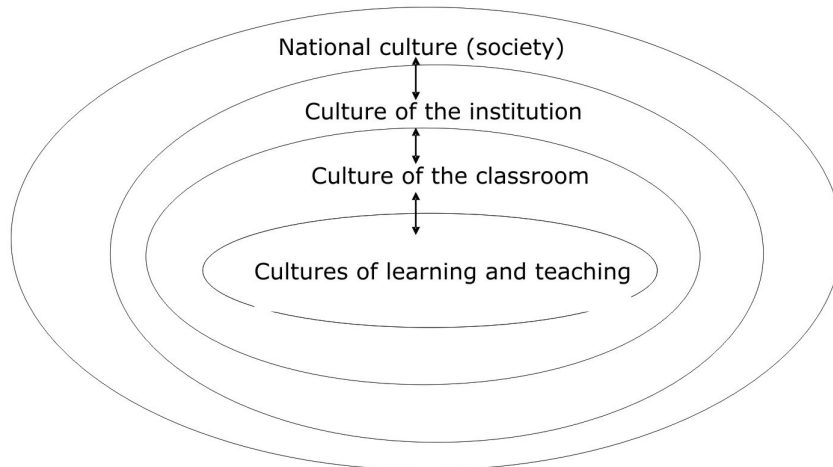 National culture (society)
Culture of the institution
Culture of the classroom
Cultures of learning and teaching